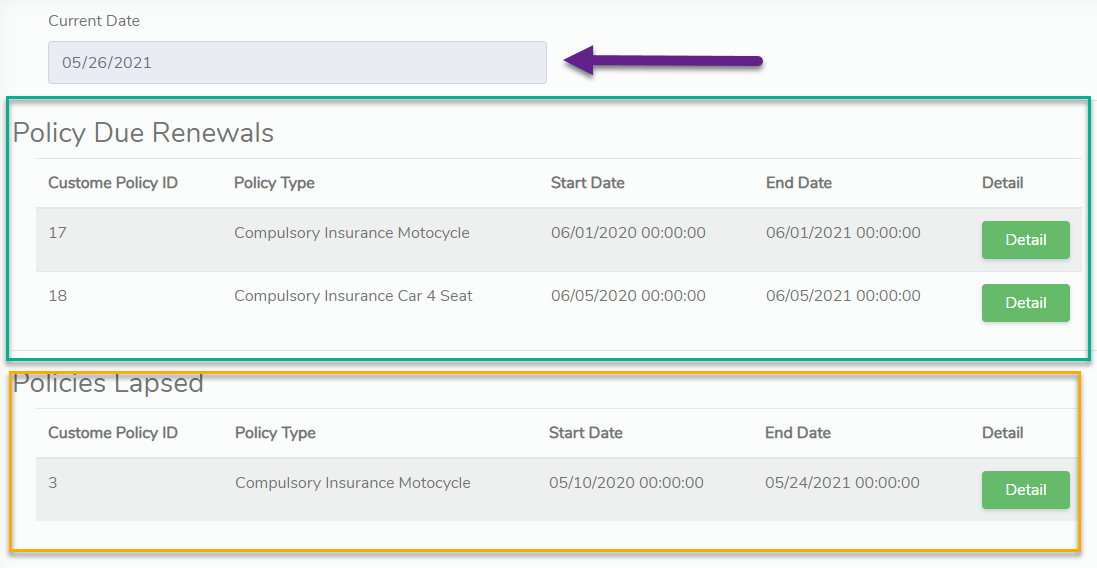 Current Date
05/26/2021
Policy Due Renewals
Custome Policy ID Policy Type Start Date End Date Detail
17 Compulsory Insurance Motocycle 06/01/2020 00:00:00 06/01/2021 00:00:00 Detail
18 Compulsory Insurance Car 4 Seat 06/05/2020 00:00:00 06/05/2021 00:00:00 Detail
Policies Lapsed
Custome Policy ID Policy Type Start Date End Date Detail
3 Compulsory Insurance Motocycle 05/10/2020 00:00:00 05/24/2021 00:00:00 Detail